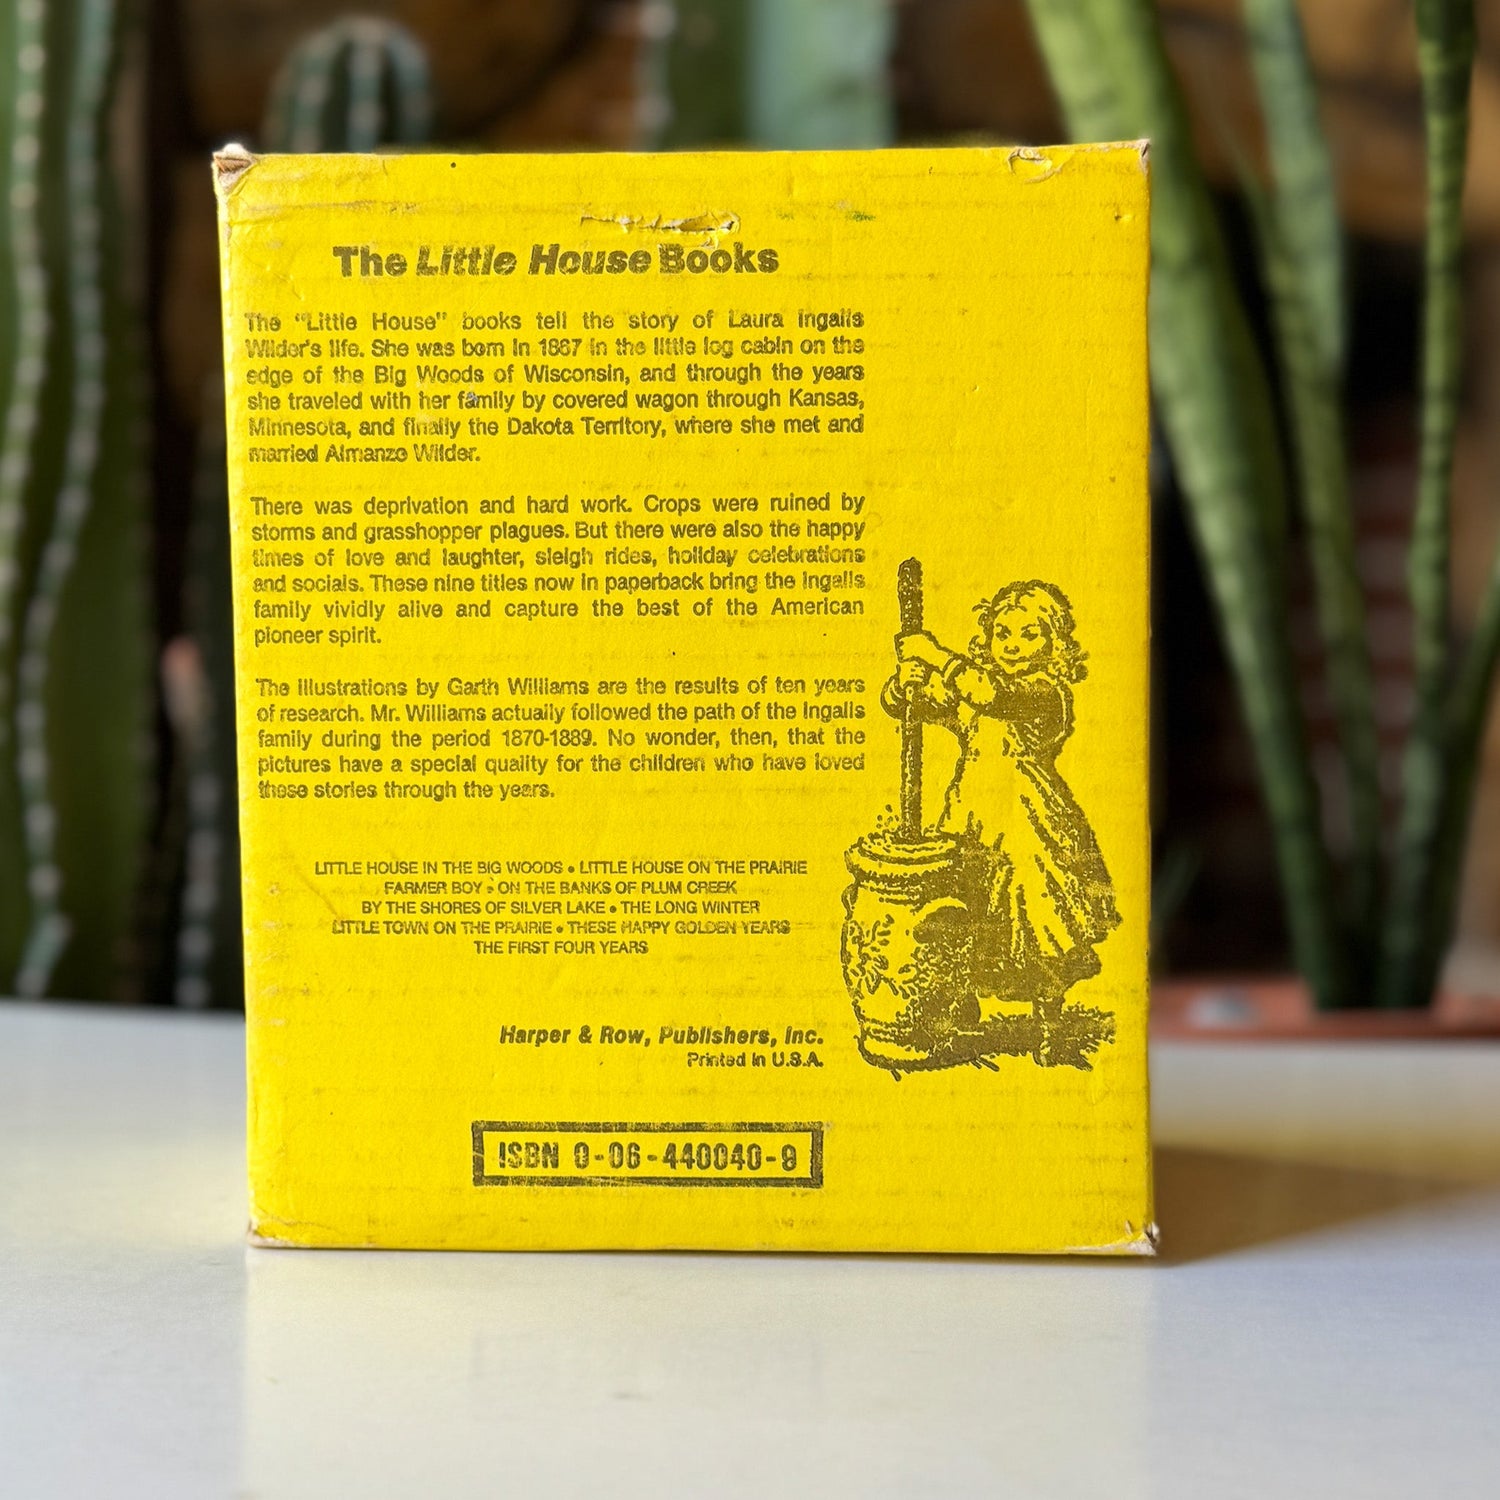 The Little House Books
The "Little House" books tell the story of Laura Ingalls
Wilder's life. She was born in 1867 in the little log cabin on the
edge of the Big Woods of Wisconsin, and through the years
she traveled with her family by covered wagon through Kansas,
Minnesota, and finally the Dakota Territory, where she met and
married Almanzo Wilder.
There was deprivation and hard work. Crops were ruined by
storms and grasshopper plagues. But there were also the happy
times of love and laughter, sleigh rides, holiday celebrations
and socials. These nine titles now in paperback bring the Ingalls
family vividly alive and capture the best of the American
pioneer spirit.
The illustrations by Garth Williams are the results of ten years
of research. Mr. Williams actually followed the path of the Ingalls
family during the period 1870-1889. No wonder, then, that the
pictures have a special quality for the children who have loved
these stories through the years.
LITTLE HOUSE IN THE BIG WOODS • LITTLE HOUSE ON THE PRAIRIE
FARMER BOY • ON THE BANKS OF PLUM CREEK
BY THE SHORES OF SILVER LAKE • THE LONG WINTER
LITTLE TOWN ON THE PRAIRIE • THESE HAPPY GOLDEN YEARS
THE FIRST FOUR YEARS
Harper & Row, Publishers, Inc.
Printed in U.S.A.
ISBN 0-06-440040-9